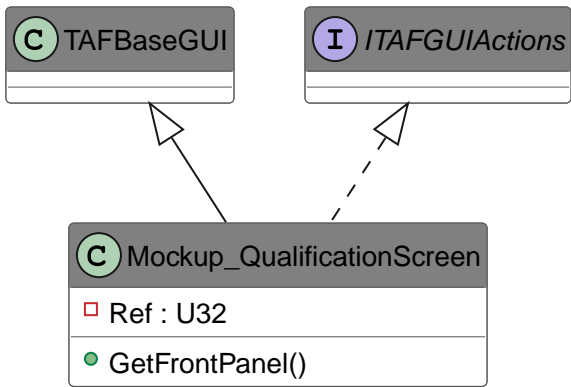 C TAFBaseGUI
I ITAFGUIActions
C Mockup_QualificationScreen
Ref : U32
GetFrontPanel()